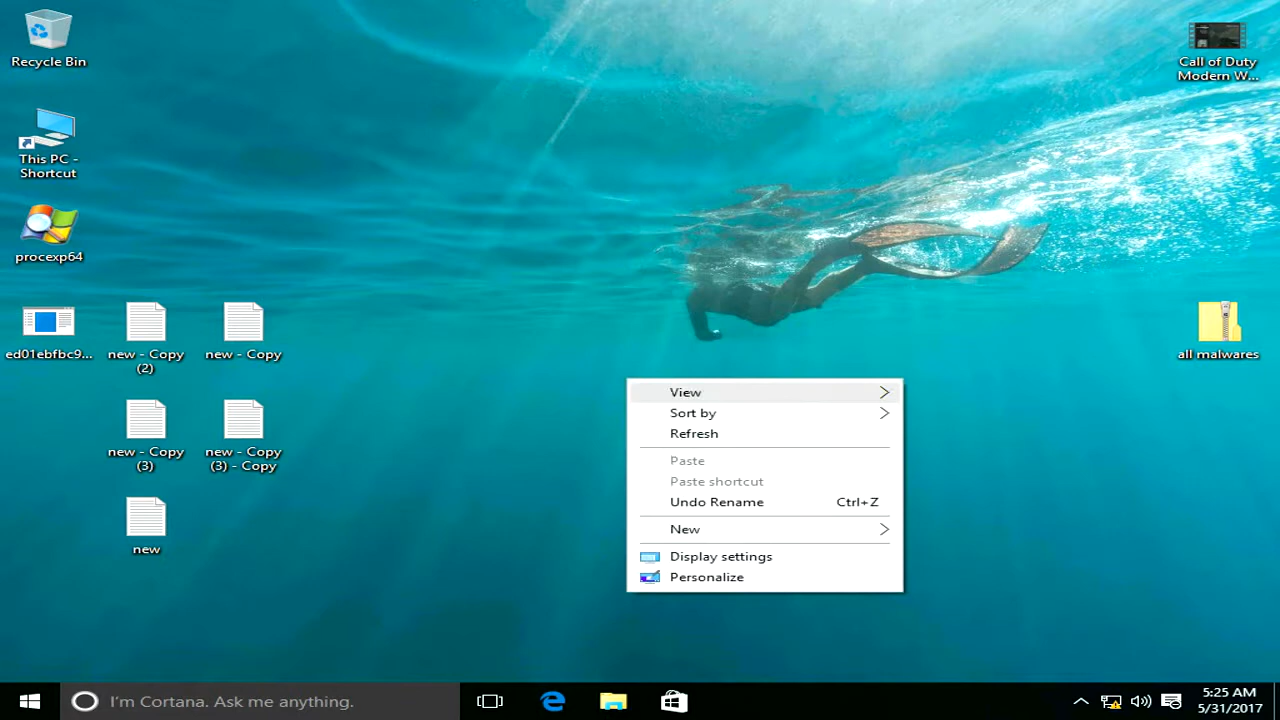 Recycle Bin
This PC -
Shortcut
procexp64
ed01ebfbc9...
new - Copy
(2)
new - Copy
new - Copy
(3)
new - Copy
(3) - Copy
new
Call of Duty
Modern W...
all malwares
View
Sort by
Refresh
Paste
Paste shortcut
Undo Rename Ctrl+Z
New
Display settings
Personalize
I'm Cortana. Ask me anything.
5:25 AM
5/31/2017